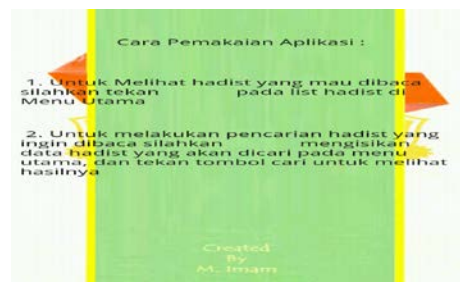 Cara Pemakaian Aplikasi :
1. Untuk Melihat hadist yang mau dibaca
silahkan tekan pada list hadist di
Menu Utama
2. Untuk melakukan pencarian hadist yang
ingin dibaca silahkan mengisikan
data hadist yang akan dicari pada menu
utama, dan tekan tombol cari untuk melihat
hasilnya
Created
By
M. Imam